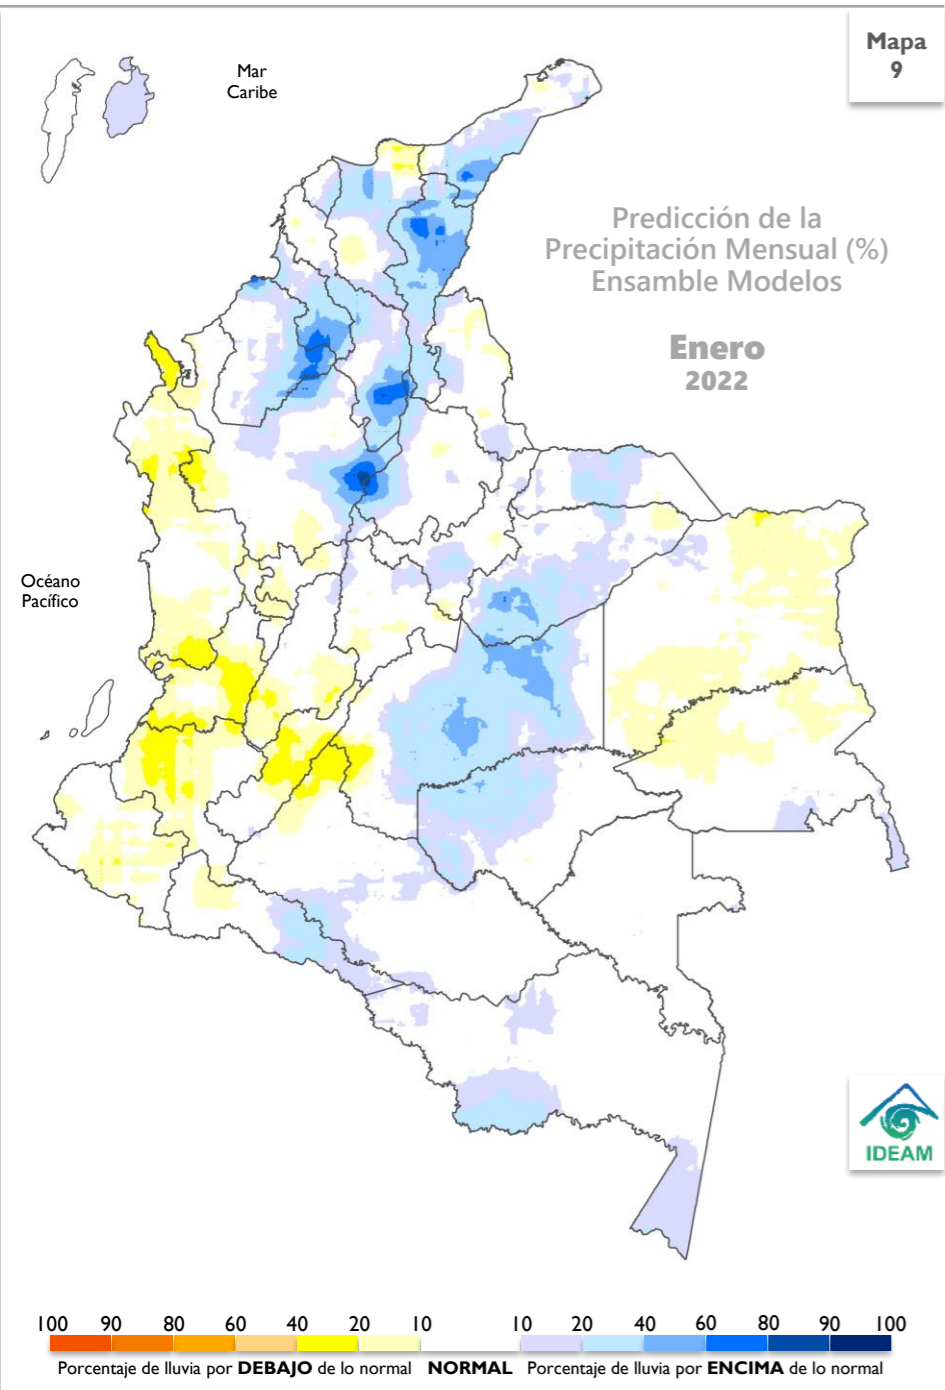 Mapa
9
Mar
Caribe
Predicción de la
Precipitación Mensual (%)
Ensamble Modelos
Enero
2022
Océano
Pacífico
IDEAM
100 90 80 60 40 20 10 10 20 40 60 80 90 100
Porcentaje de lluvia por DEBAJO de lo normal NORMAL Porcentaje de lluvia por ENCIMA de lo normal